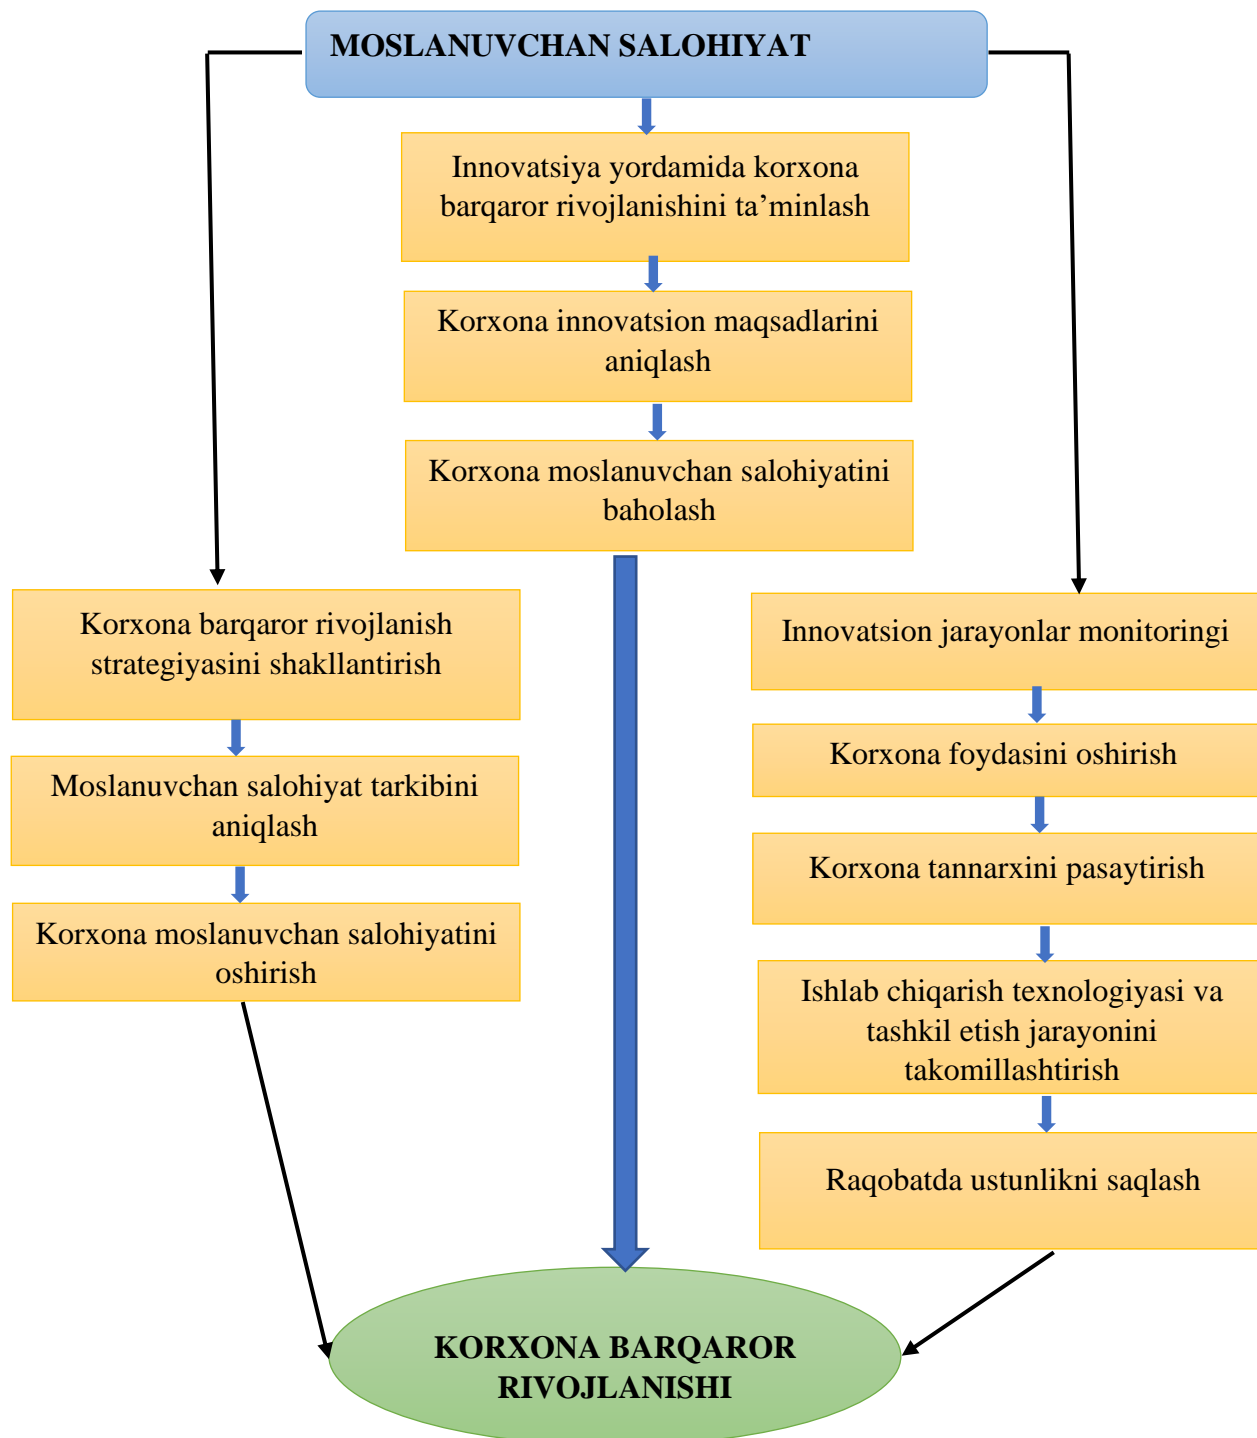 MOSLANUVCHAN SALOHIYAT
Innovatsiya yordamida korxona
barqaror rivojlanishini ta’minlash
Korxona innovatsion maqsadlarini
aniqlash
Korxona moslanuvchan salohiyatini
baholash
Korxona barqaror rivojlanish
strategiyasini shakllantirish
Moslanuvchan salohiyat tarkibini
aniqlash
Korxona moslanuvchan salohiyatini
oshirish
Innovatsion jarayonlar monitoringi
Korxona foydasini oshirish
Korxona tannarxini pasaytirish
Ishlab chiqarish texnologiyasi va
tashkil etish jarayonini
takomillashtirish
Raqobatda ustunlikni saqlash
KORXONA BARQAROR
RIVOJLANISHI